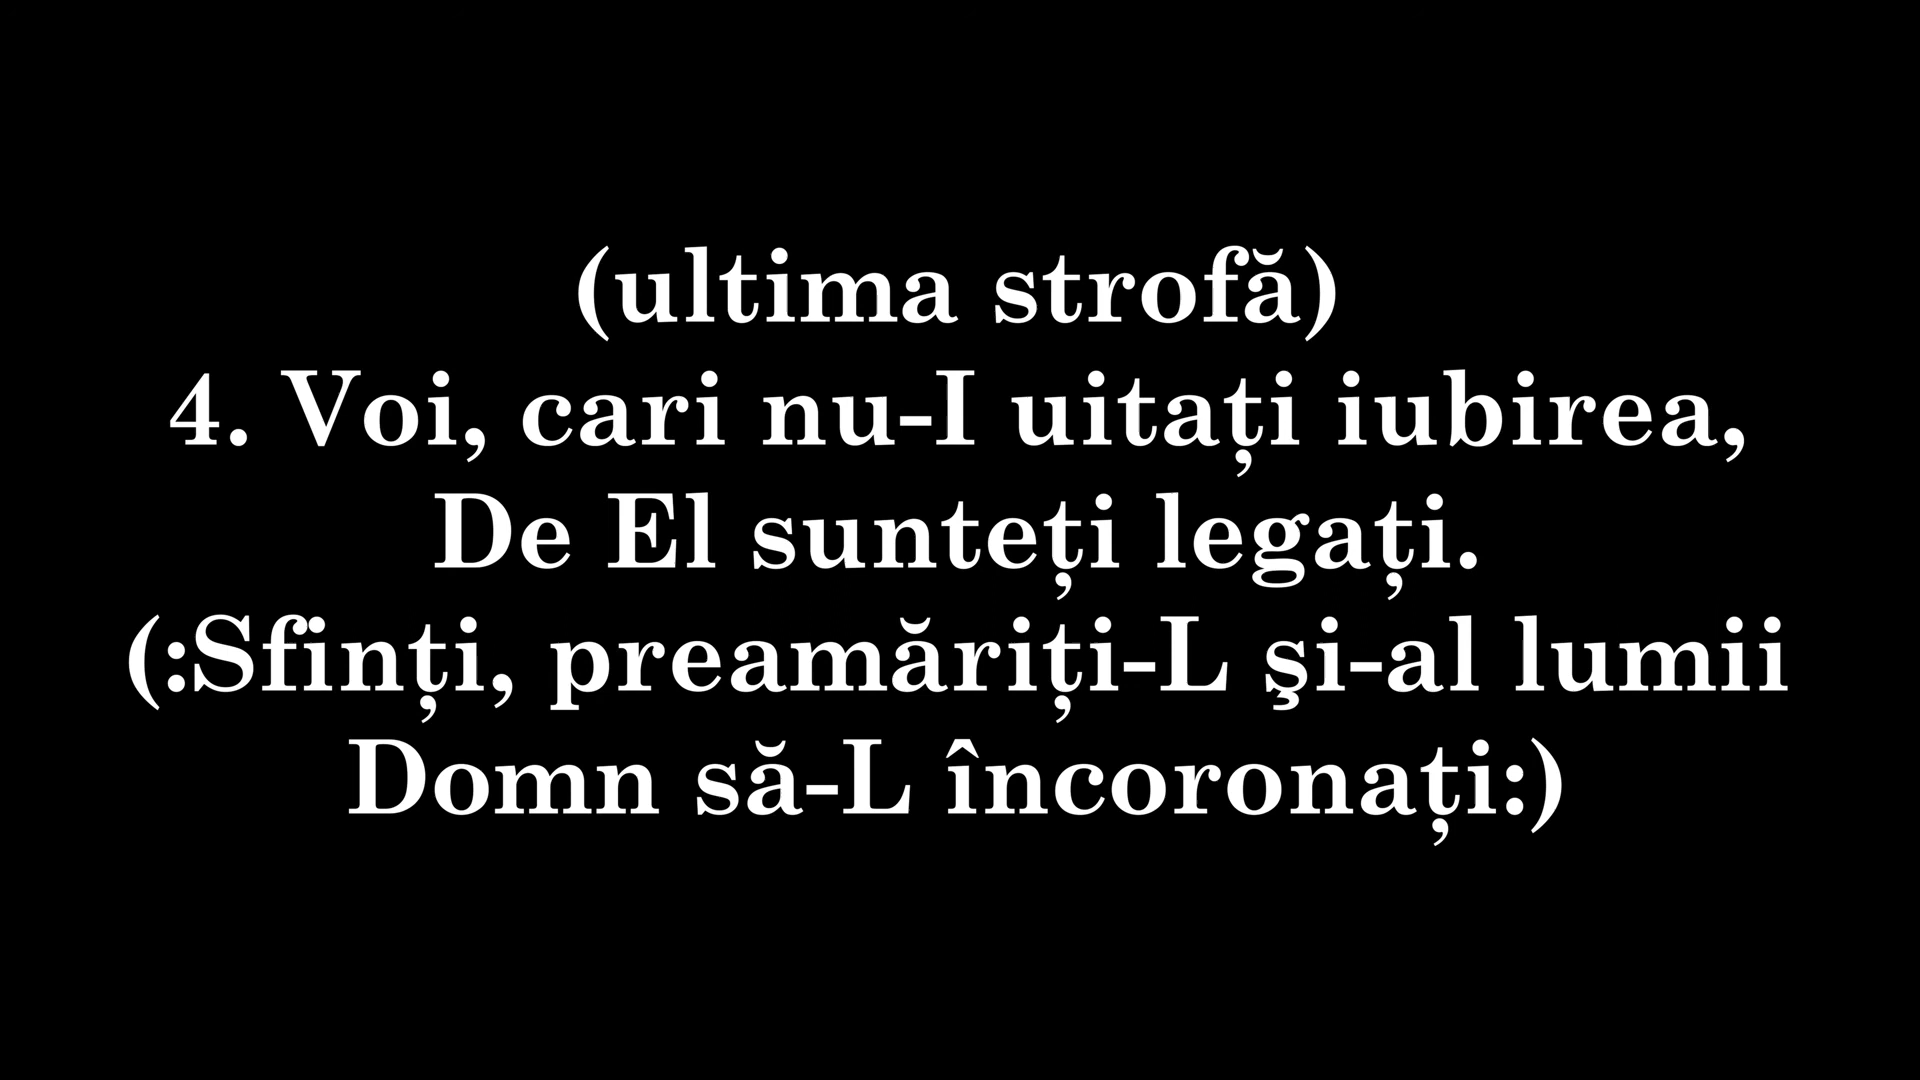 (ultima strofă)
4. Voi, cari nu-I uitați iubirea,
De El sunteți legați.
(:Sfinți, preamăriți-L şi-al lumii
Domn să-L încoronați:)